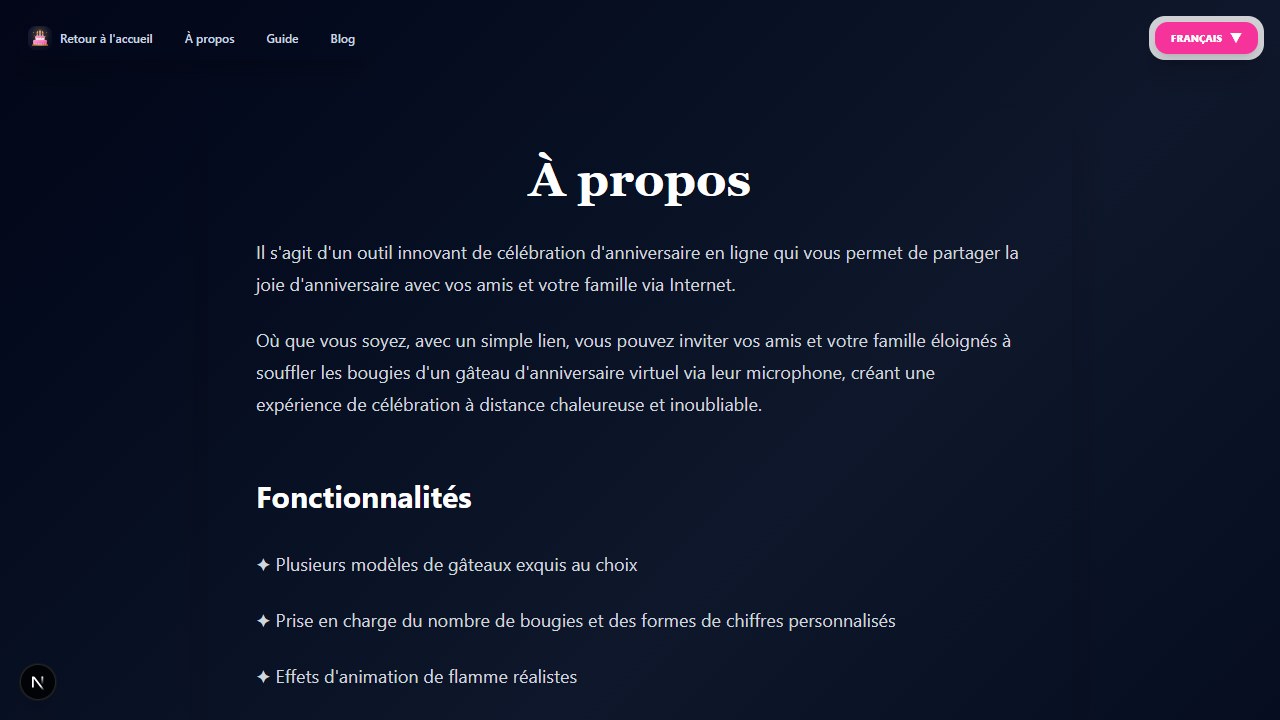 Retour à l'accueil
À propos
Guide
Blog
FRANÇAIS ▼
À propos
Il s'agit d'un outil innovant de célébration d'anniversaire en ligne qui vous permet de partager la
joie d'anniversaire avec vos amis et votre famille via Internet.
Où que vous soyez, avec un simple lien, vous pouvez inviter vos amis et votre famille éloignés à
souffler les bougies d'un gâteau d'anniversaire virtuel via leur microphone, créant une
expérience de célébration à distance chaleureuse et inoubliable.
Fonctionnalités
✦ Plusieurs modèles de gâteaux exquis au choix
✦ Prise en charge du nombre de bougies et des formes de chiffres personnalisés
✦ Effets d'animation de flamme réalistes
N